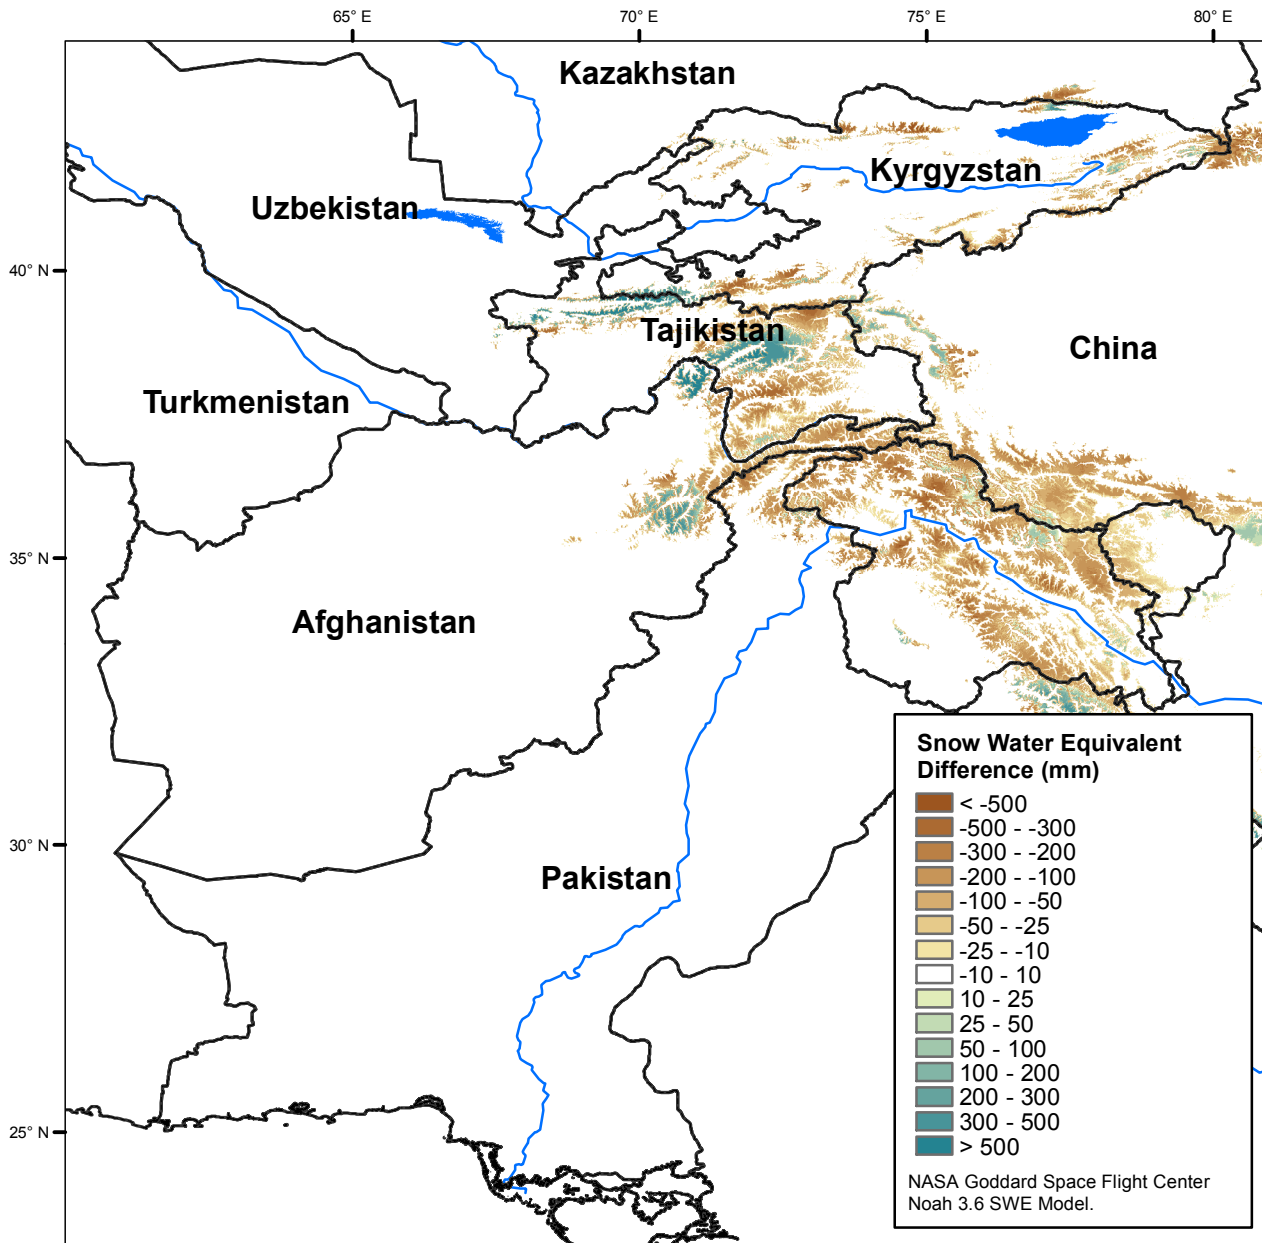 65° E
70° E
75° E
80° E
Kazakhstan
Kyrgyzstan
Uzbekistan
40° N
Tajikistan
China
Turkmenistan
35° N
Afghanistan
Snow Water Equivalent
Difference (mm)
< -500
-500 - -300
-300 - -200
-200 - -100
-100 - -50
-50 - -25
-25 - -10
-10 - 10
10 - 25
25 - 50
50 - 100
100 - 200
200 - 300
300 - 500
> 500
NASA Goddard Space Flight Center
Noah 3.6 SWE Model.
30° N
Pakistan
25° N